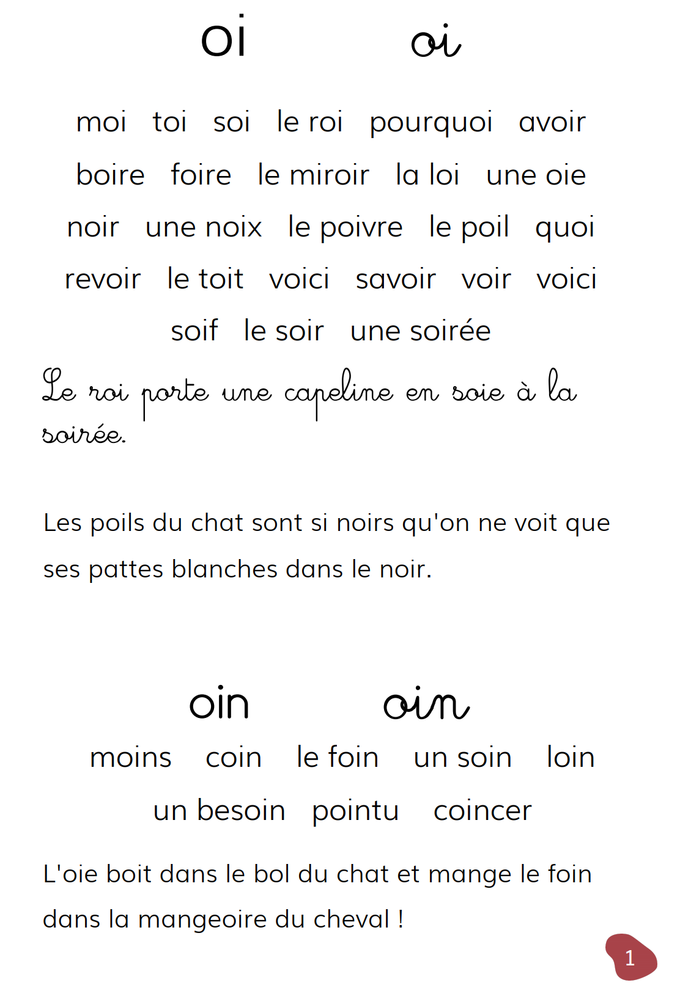 oi oi
moi toi soi le roi pourquoi avoir
boire foire le miroir la loi une oie
noir une noix le poivre le poil quoi
revoir le toit voici savoir voir voici
soif le soir une soirée
Le roi porte une capeline en soie à la
soirée.
Les poils du chat sont si noirs qu'on ne voit que
ses pattes blanches dans le noir.
oin oin
moins coin le foin un soin loin
un besoin pointu coincer
L'oie boit dans le bol du chat et mange le foin
dans la mangeoire du cheval !
1